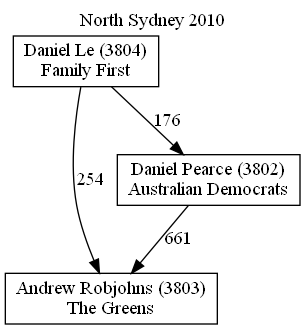 North Sydney 2010
Daniel Le (3804)
Family First
176
254
Daniel Pearce (3802)
Australian Democrats
661
Andrew Robjohns (3803)
The Greens